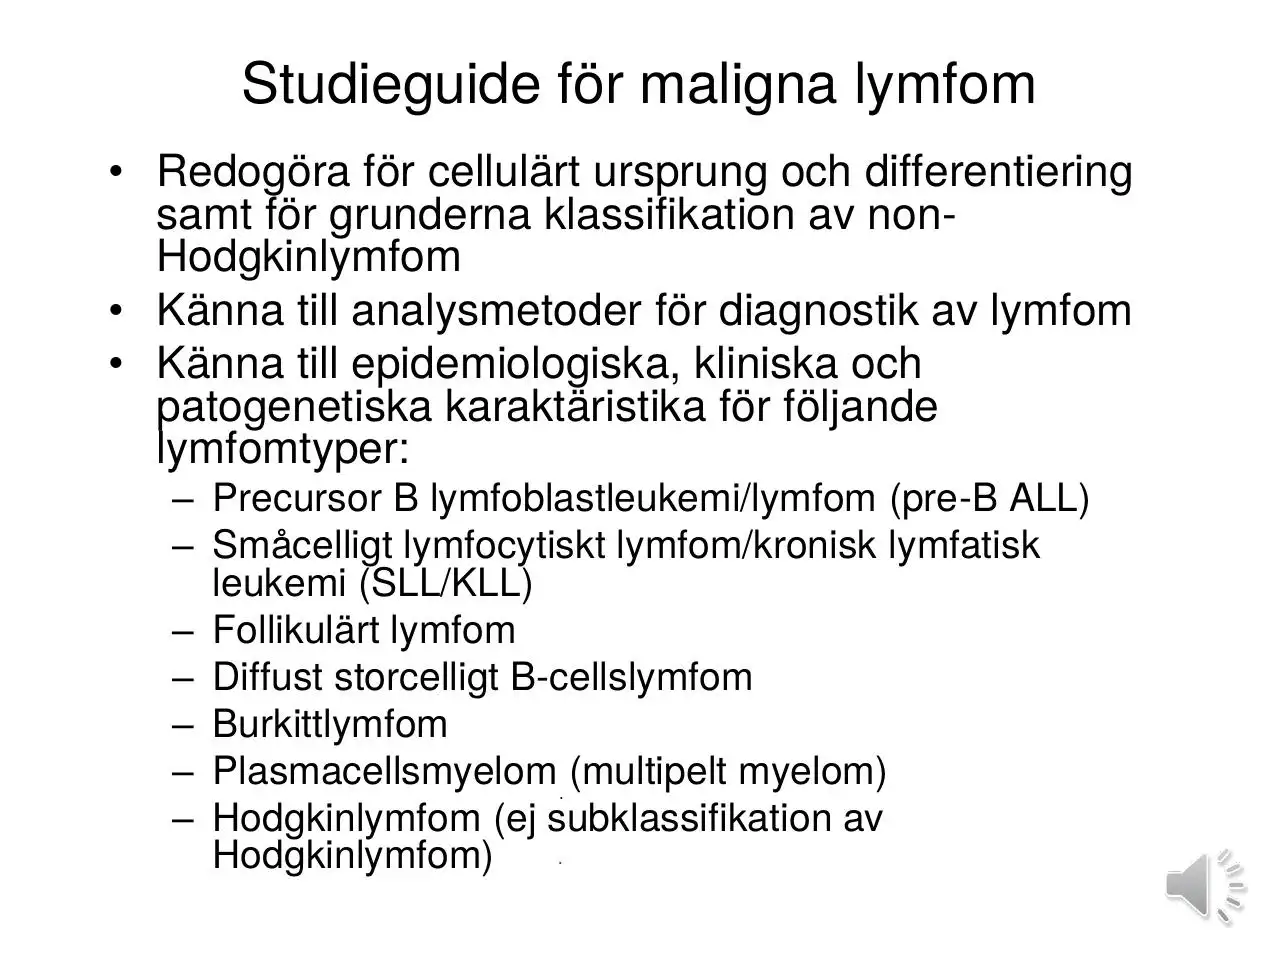 Studieguide för maligna lymfom
• Redogöra för cellulärt ursprung och differentiering
samt för grunderna klassifikation av non-
Hodgkinlymfom
• Känna till analysmetoder för diagnostik av lymfom
• Känna till epidemiologiska, kliniska och
patogenetiska karaktäristika för följande
lymfomtyper:
– Precursor B lymfoblastleukemi/lymfom (pre-B ALL)
– Småcelligt lymfocytiskt lymfom/kronisk lymfatisk
leukemi (SLL/KLL)
– Follikulärt lymfom
– Diffust storcelligt B-cellslymfom
– Burkittlymfom
– Plasmacellsmyelom (multipelt myelom)
– Hodgkinlymfom (ej subklassifikation av
Hodgkinlymfom)